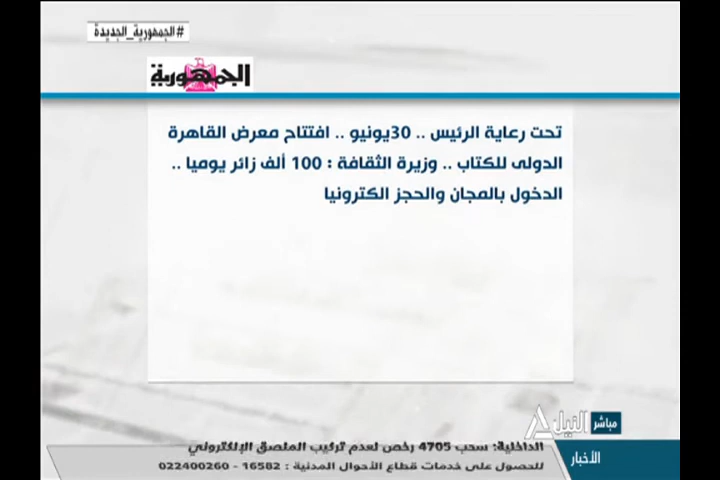 #الجمهورية_الجديدة
الجمهورية
تحت رعاية الرئيس .. 30يونيو .. افتتاح معرض القاهرة
الدولى للكتاب .. وزيرة الثقافة : 100 ألف زائر يوميا ..
الدخول بالمجان والحجز الكترونيا
النيل مباشر
الداخلية: سحب 4705 رخص لعدم تركيب الملصق الإلكتروني
للحصول على خدمات قطاع الأحوال المدنية : 16582 - 022400260
الأخبار